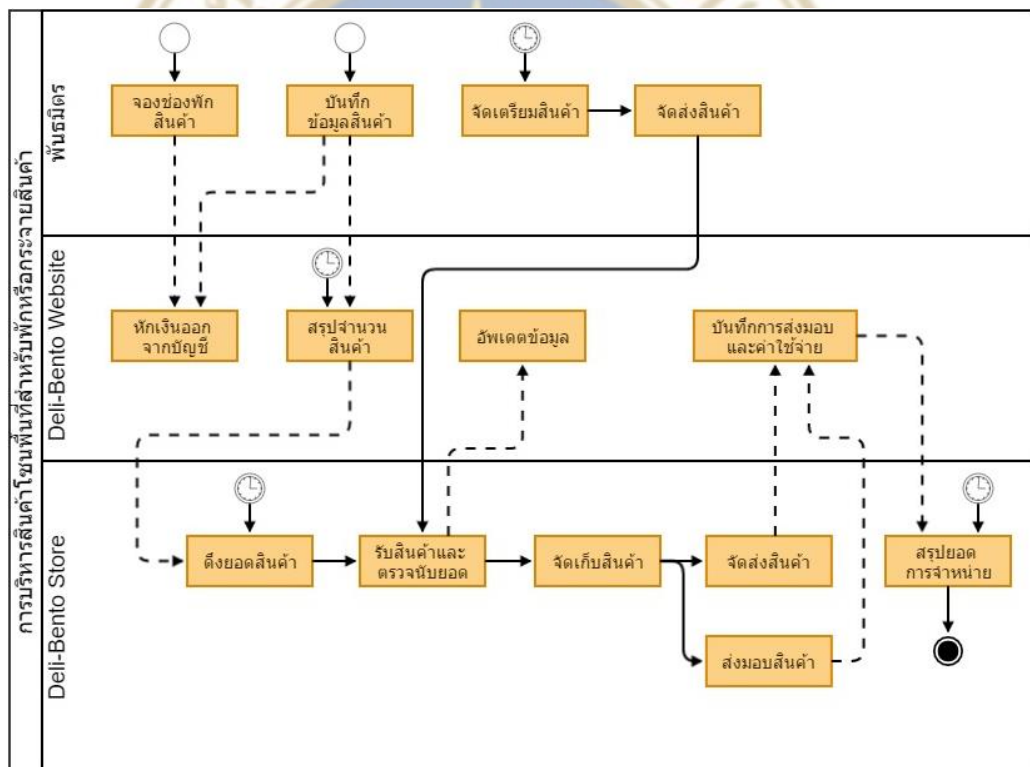 การบริหารสินค้าโซนพื้นที่สำหรับพักหรือกระจายสินค้า
พันธมิตร
จองช่องพัก
สินค้า
บันทึก
ข้อมูลสินค้า
จัดเตรียมสินค้า
จัดส่งสินค้า
Deli-Bento Website
หักเงินออก
จากบัญชี
สรุปจำนวน
สินค้า
อัพเดตข้อมูล
บันทึกการส่งมอบ
และค่าใช้จ่าย
Deli-Bento Store
ดึงยอดสินค้า
รับสินค้าและ
ตรวจนับยอด
จัดเก็บสินค้า
จัดส่งสินค้า
สรุปยอด
การจำหน่าย
ส่งมอบสินค้า